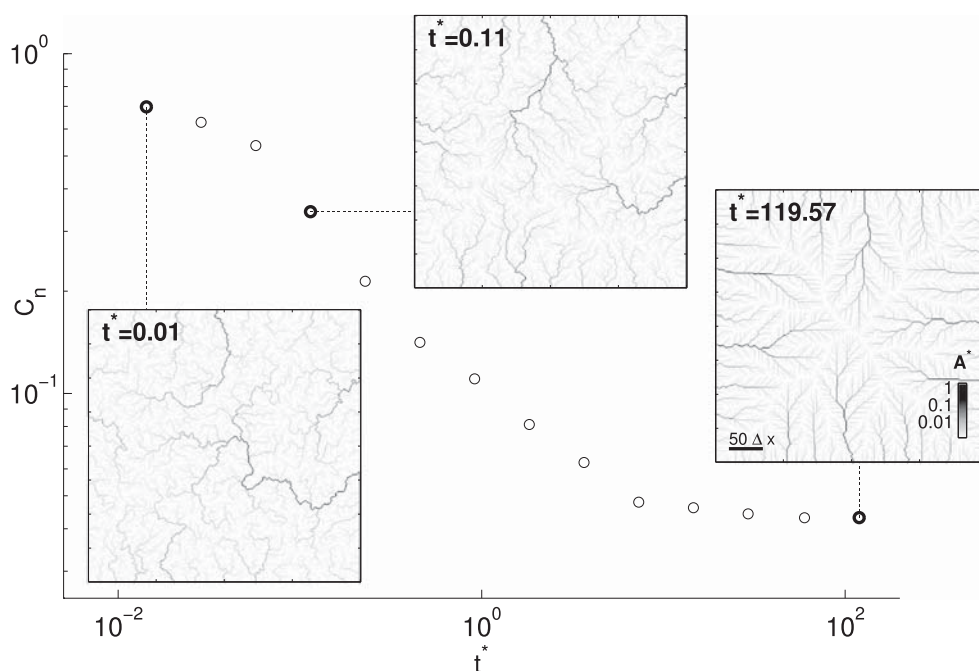 10^0
t^*=0.11
t^*=119.57
C_n
t^*=0.01
A^*
1
0.1
0.01
50 Δ x
10^-1
10^-2
10^0
10^2
t^*